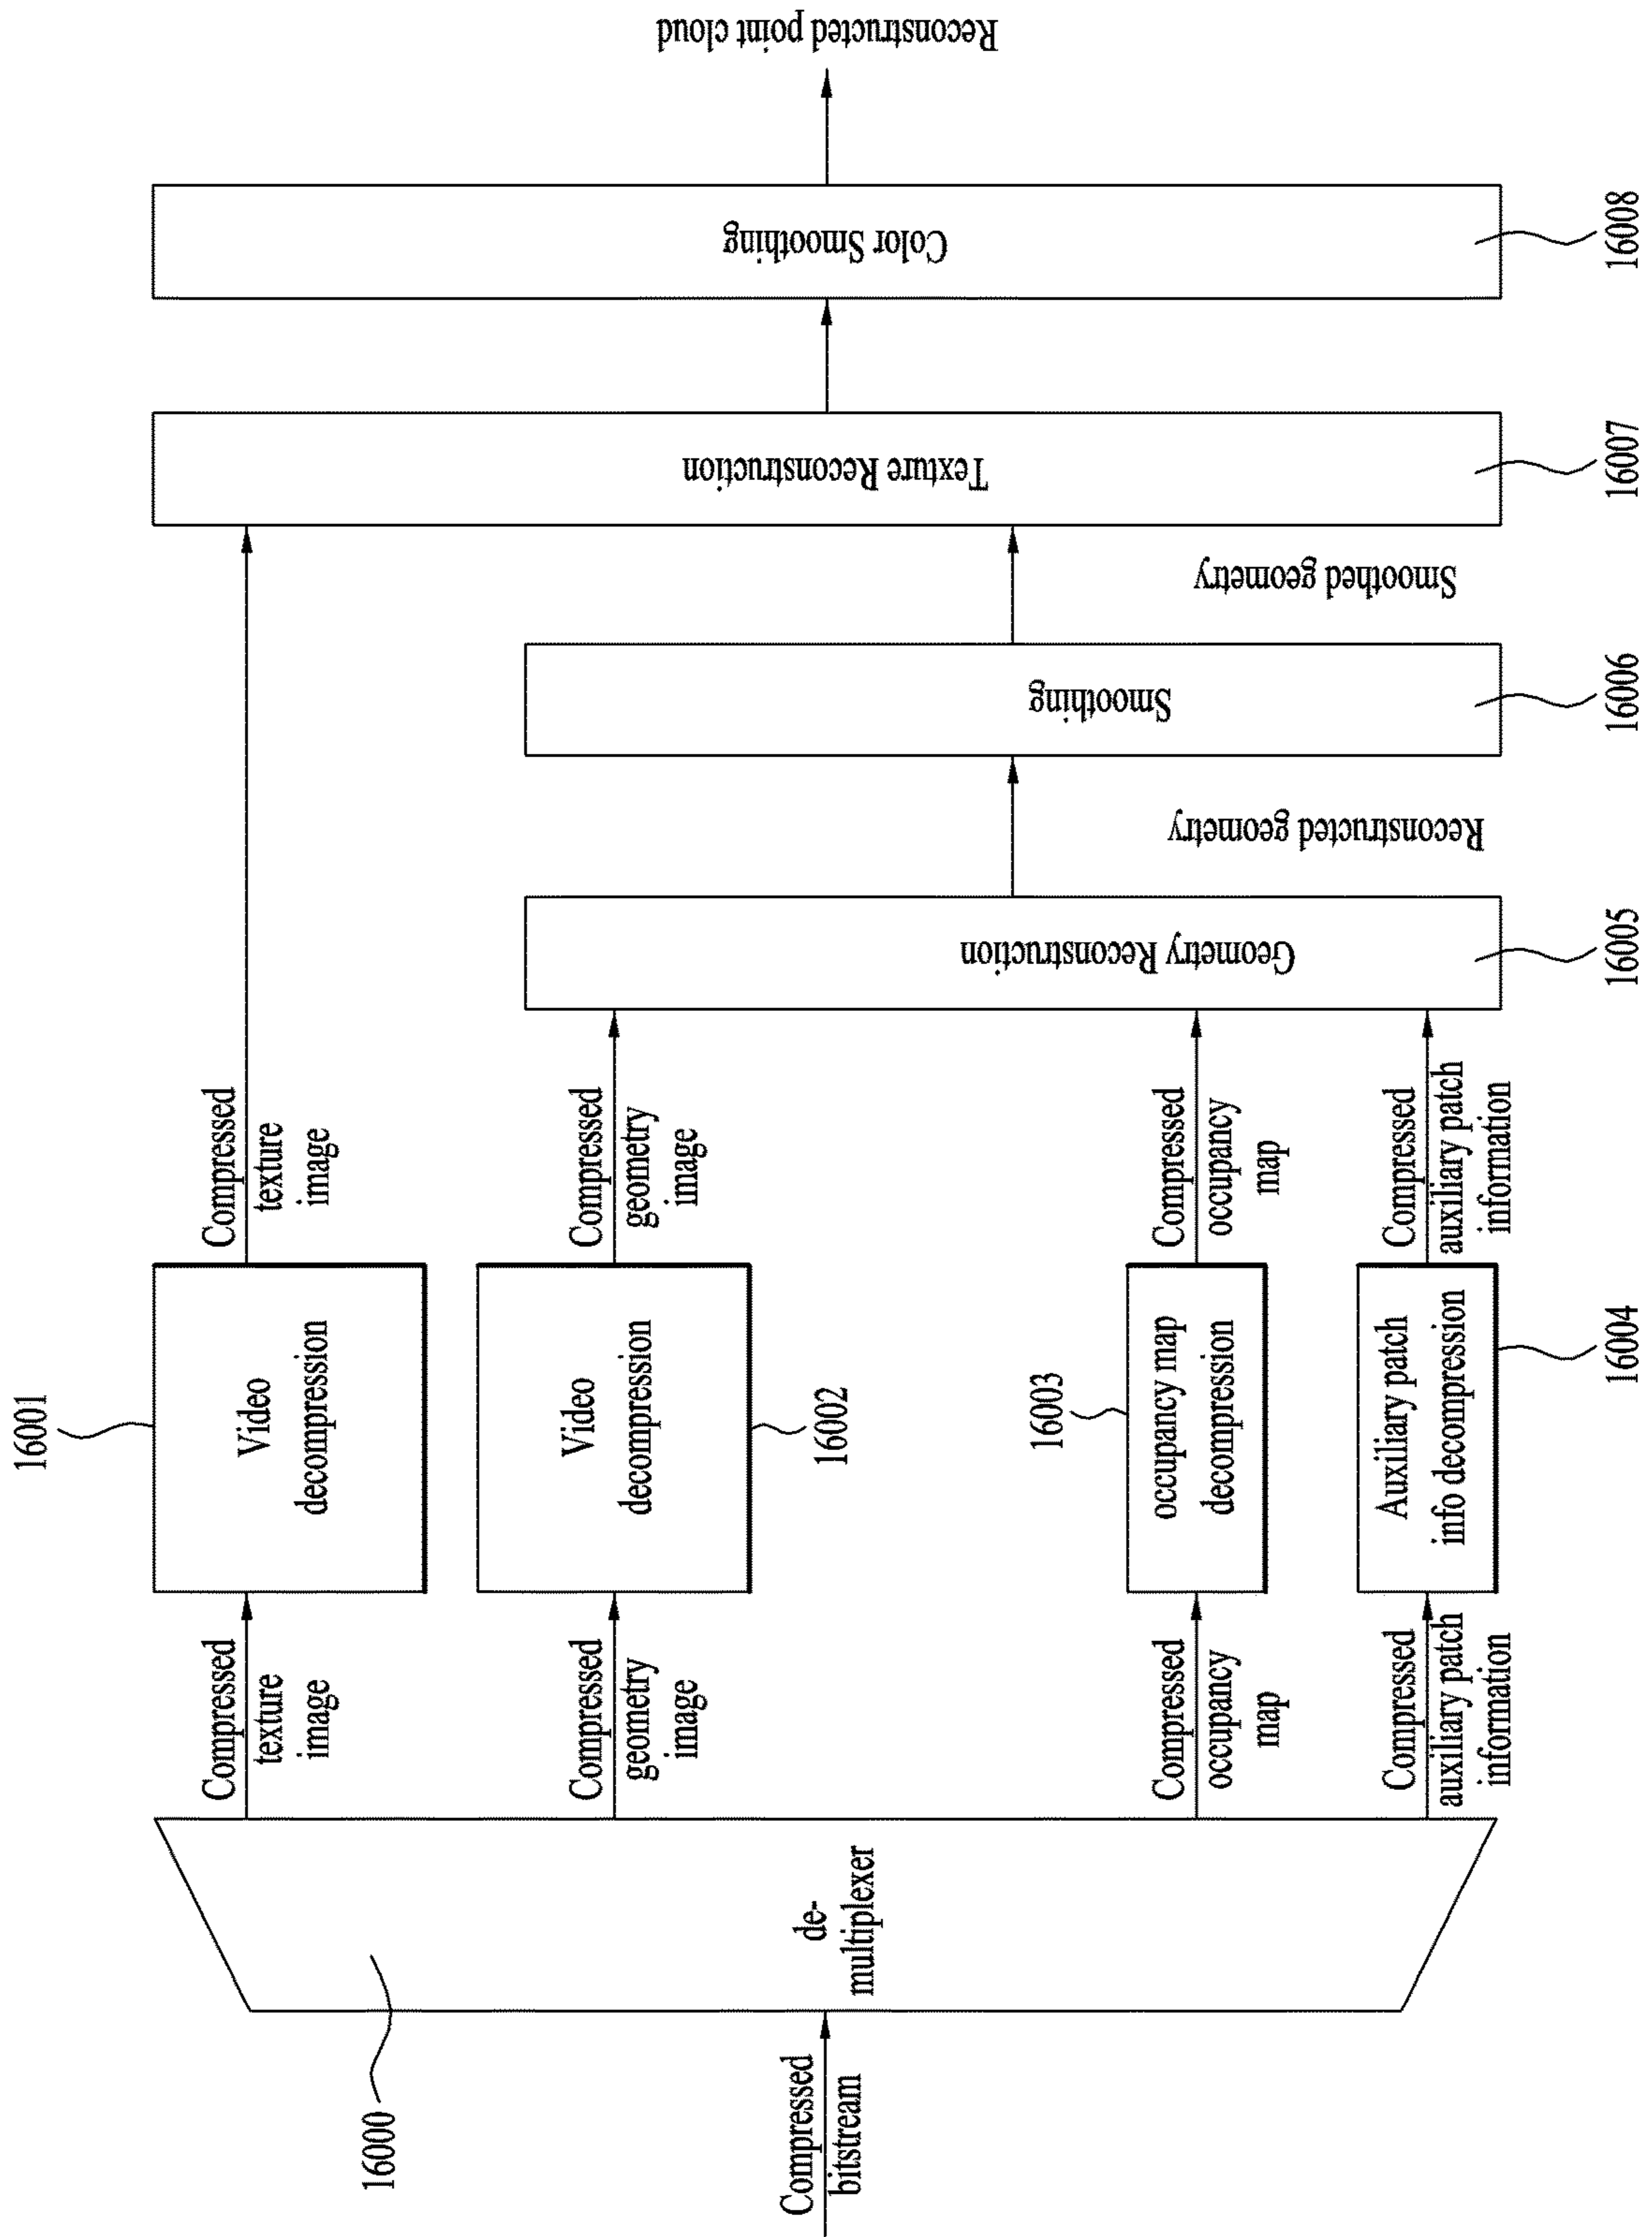 Compressed
bitstream
16000
de-
multiplexer
Compressed
texture
image
Compressed
geometry
image
Compressed
occupancy
map
Compressed
auxiliary patch
information
16001
Video
decompression
Video
decompression
16002
16003
occupancy map
decompression
Auxiliary patch
info decompression
16004
Compressed
texture
image
Compressed
geometry
image
Compressed
occupancy
map
Compressed
auxiliary patch
information
Geometry Reconstruction
16005
Reconstructed geometry
Smoothing
16006
Smoothed geometry
Texture Reconstruction
16007
Color Smoothing
16008
Reconstructed point cloud